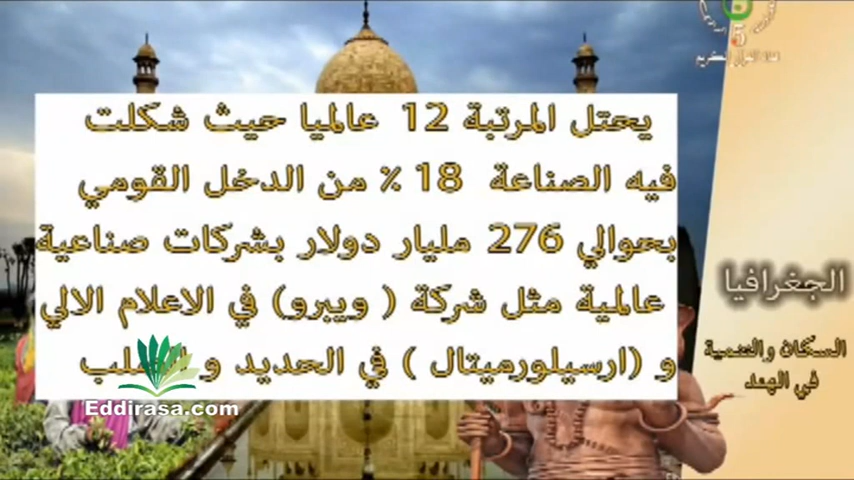 يحتل المرتبة 12 عالميا حيث شكلت
فيه الصناعة 18 ٪ من الدخل القومي
بحوالي 276 مليار دولار بشركات صناعية
عالمية مثل شركة ( ويبرو) في الاعلام الالي
و (ارسيلورميتال ) في الحديد و
الجغرافيا
السكان والتنمية
في الهند
5
Eddirasa.com